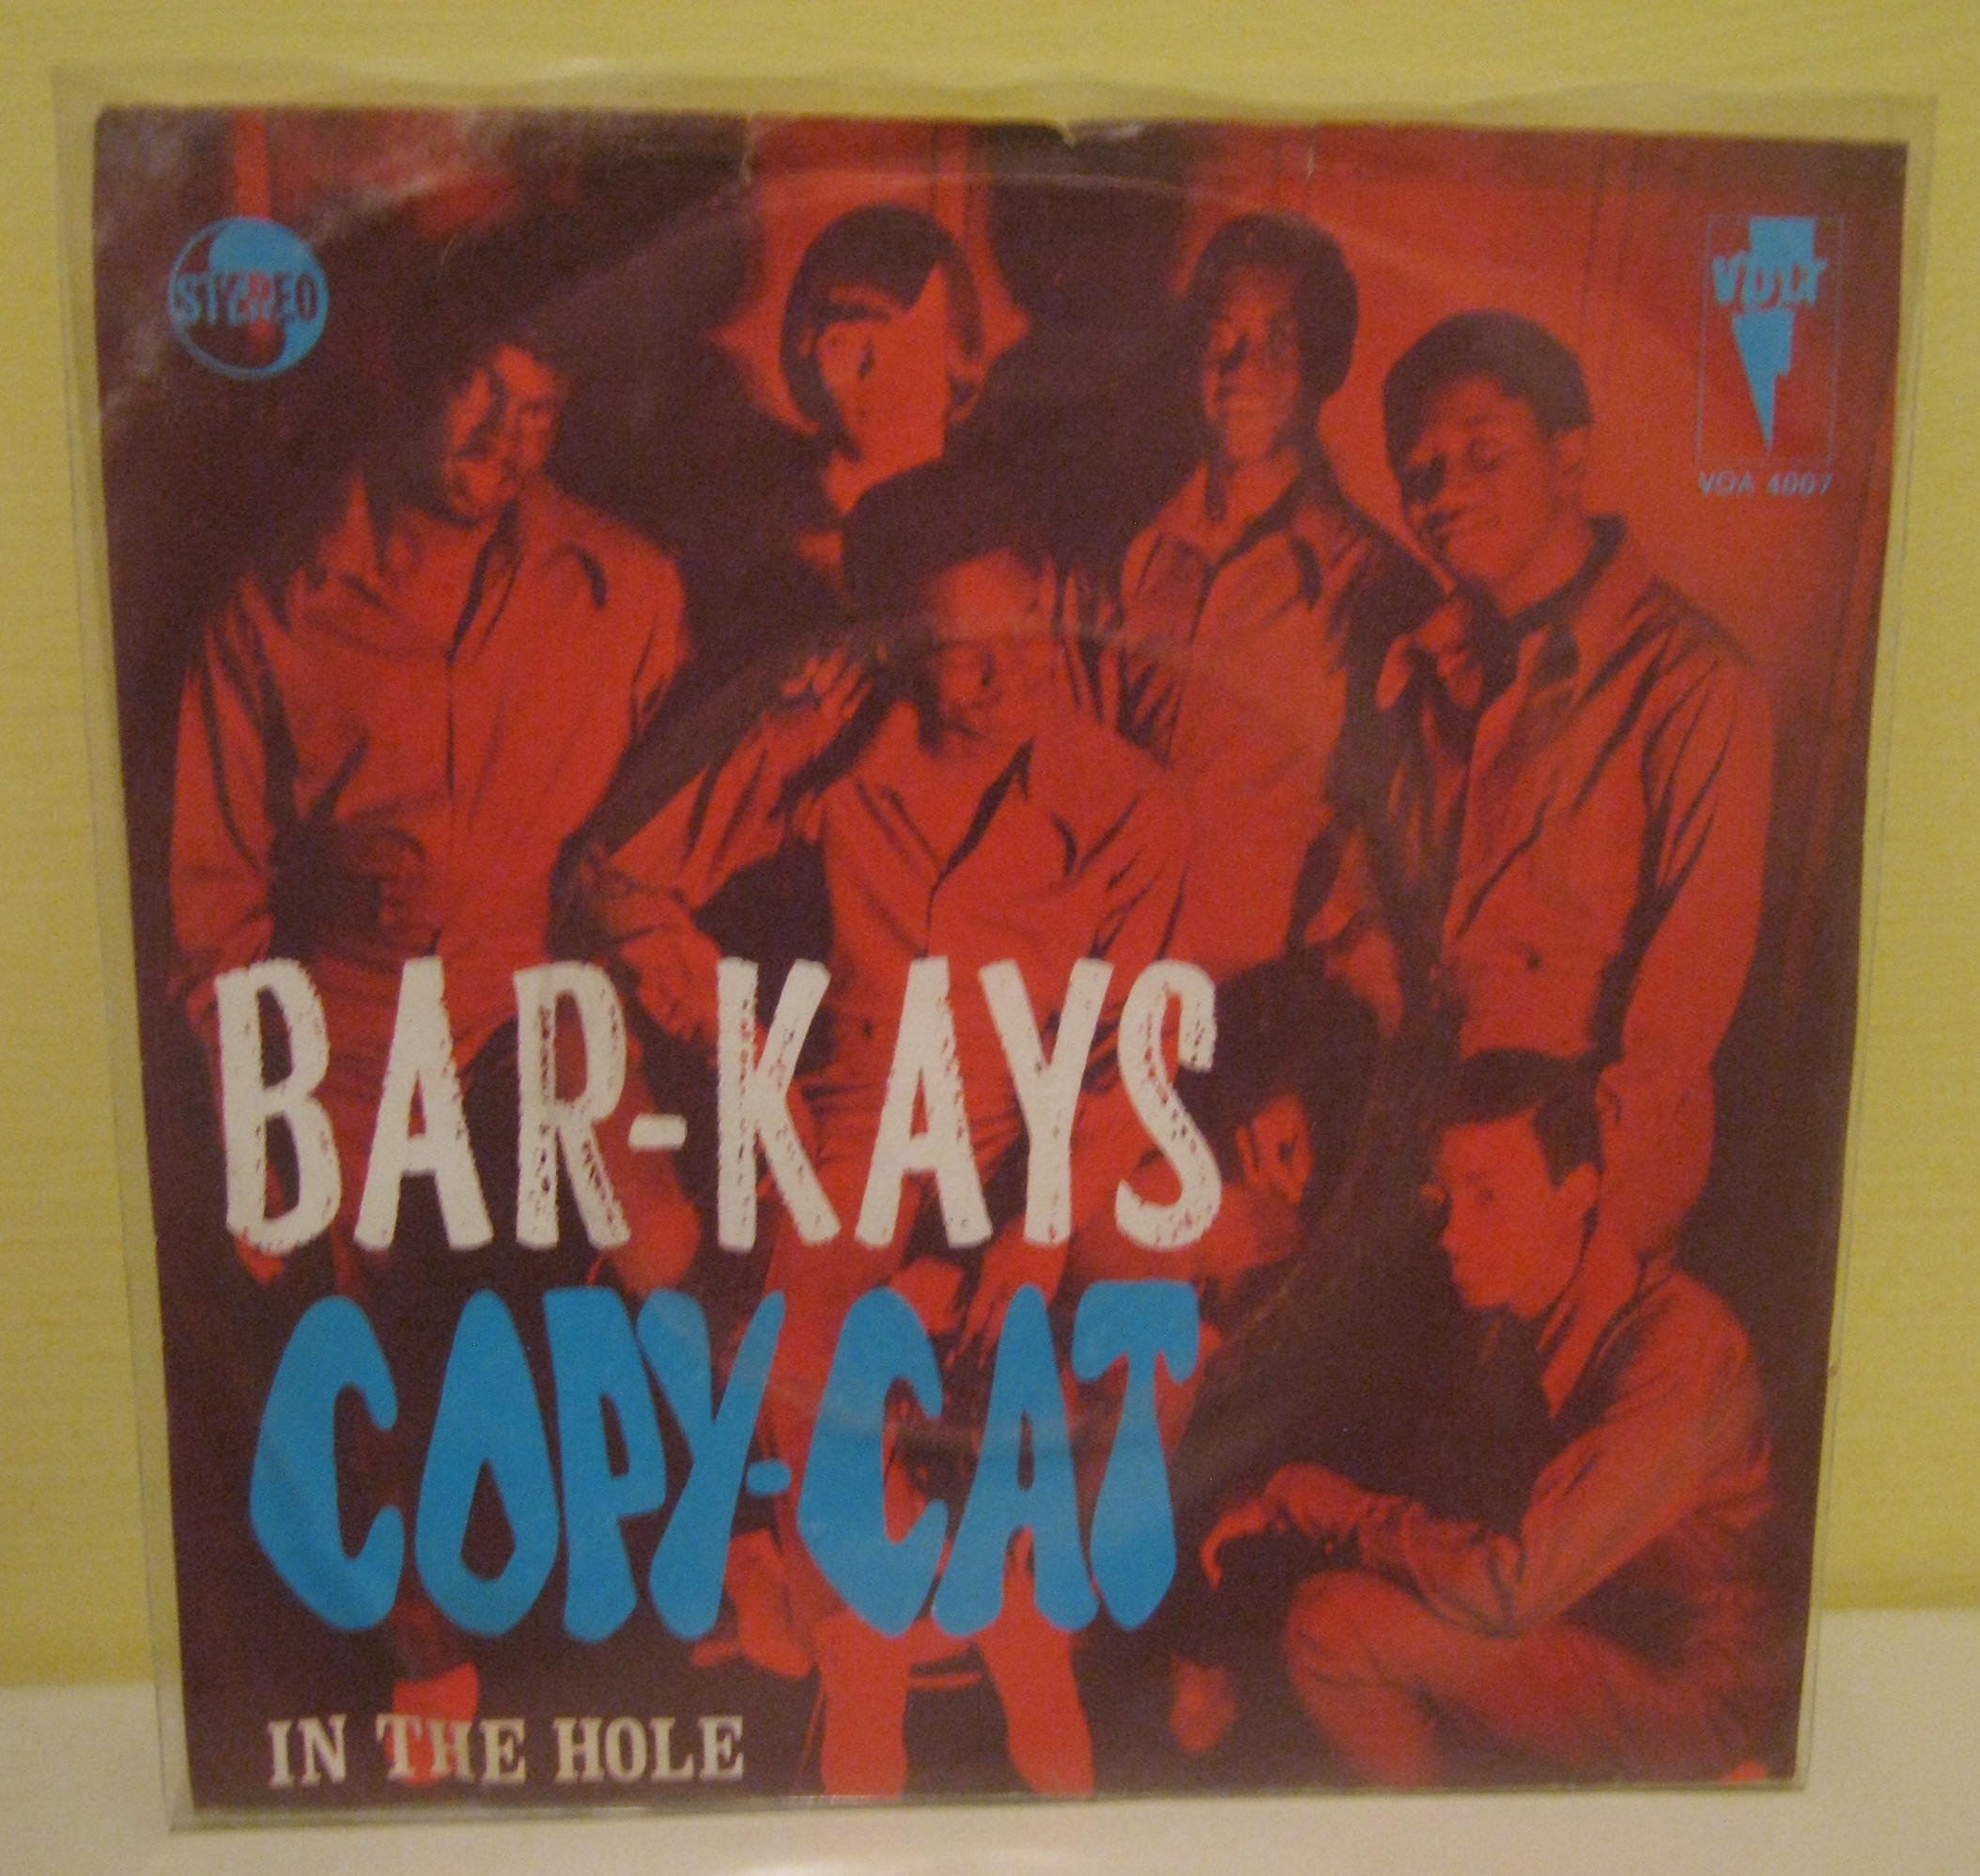 STEREO
VOLT
VOA 4007
BAR-KAYS
COPY-CAT
IN THE HOLE